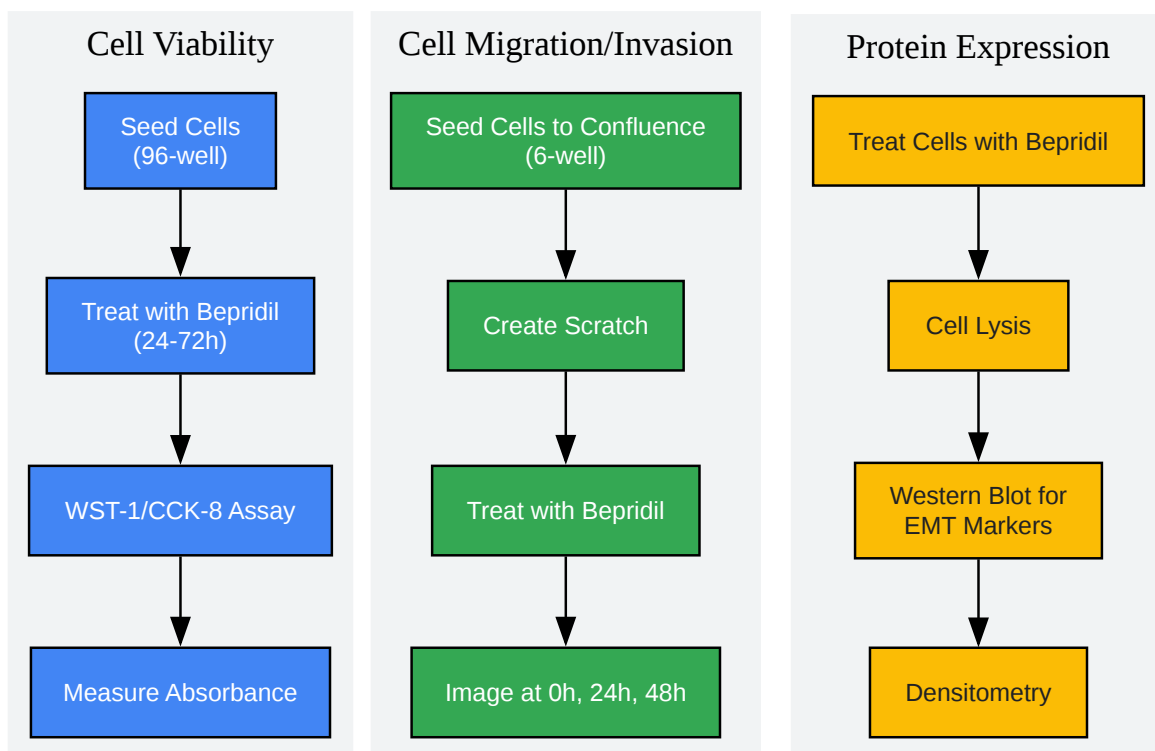 Cell Viability
Seed Cells
(96-well)
Treat with Bepridil
(24-72h)
WST-1/CCK-8 Assay
Measure Absorbance
Cell Migration/Invasion
Seed Cells to Confluence
(6-well)
Create Scratch
Treat with Bepridil
Image at 0h, 24h, 48h
Protein Expression
Treat Cells with Bepridil
Cell Lysis
Western Blot for
EMT Markers
Densitometry